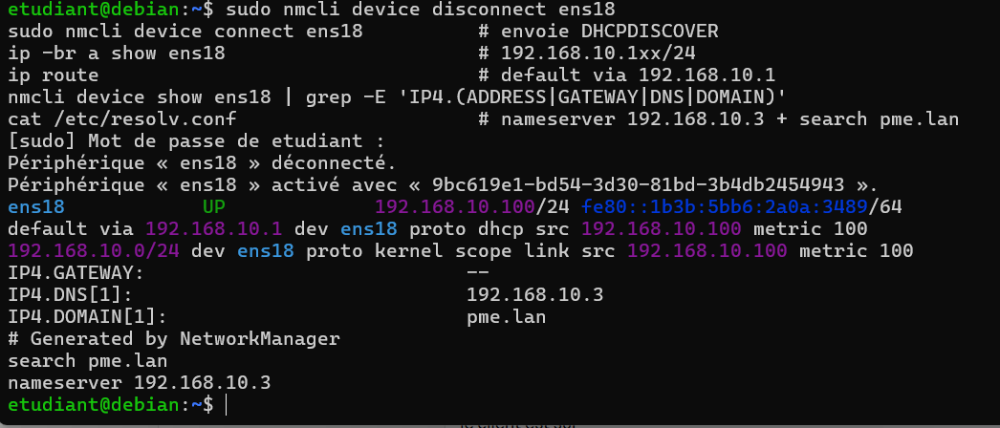 etudiant@debian:~$ sudo nmcli device disconnect ens18
sudo nmcli device connect ens18          # envoie DHCPDISCOVER
ip -br a show ens18                      # 192.168.10.1xx/24
ip route                                 # default via 192.168.10.1
nmcli device show ens18 | grep -E 'IP4.(ADDRESS|GATEWAY|DNS|DOMAIN)'
cat /etc/resolv.conf                     # nameserver 192.168.10.3 + search pme.lan
[sudo] Mot de passe de etudiant :
Périphérique « ens18 » déconnecté.
Périphérique « ens18 » activé avec « 9bc619e1-bd54-3d30-81bd-3b4db2454943 ».
ens18            UP             192.168.10.100/24 fe80::1b3b:5bb6:2a0a:3489/64
default via 192.168.10.1 dev ens18 proto dhcp src 192.168.10.100 metric 100
192.168.10.0/24 dev ens18 proto kernel scope link src 192.168.10.100 metric 100
IP4.GATEWAY:                            --
IP4.DNS[1]:                             192.168.10.3
IP4.DOMAIN[1]:                          pme.lan
# Generated by NetworkManager
search pme.lan
nameserver 192.168.10.3
etudiant@debian:~$